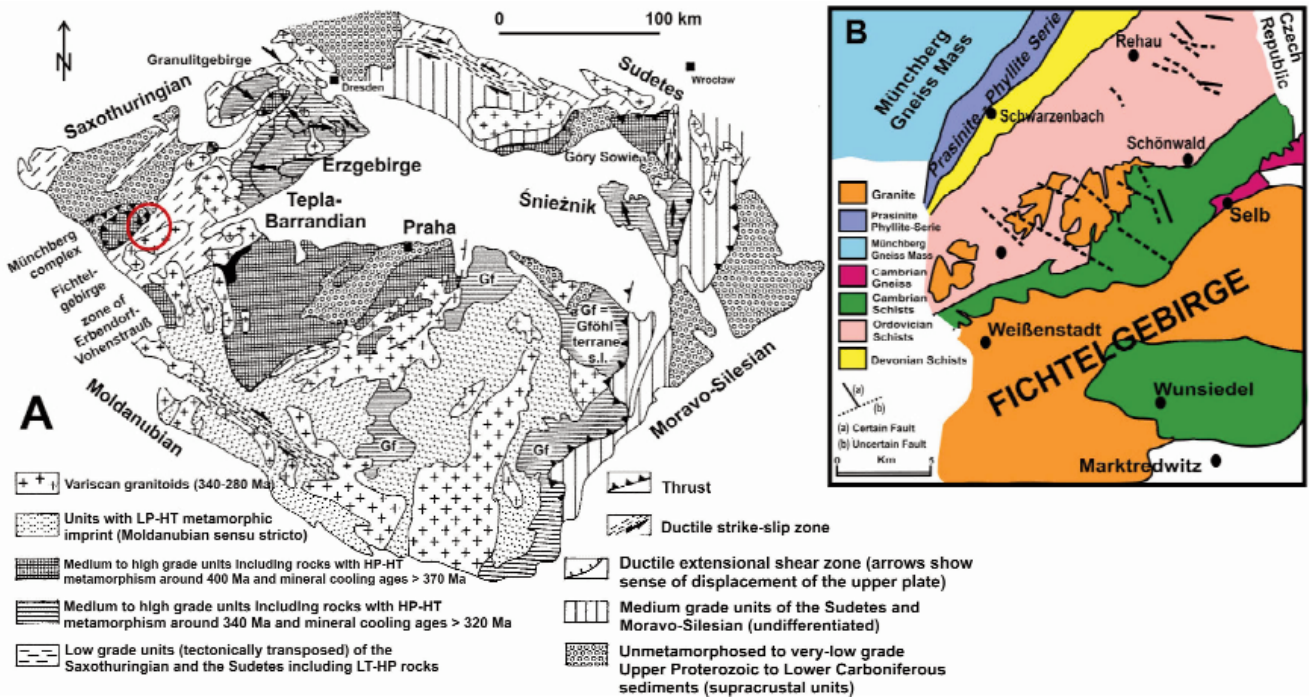 0
100 km
N
Granulitgebirge
Dresden
Sudetes
Wrocław
Saxothuringian
Erzgebirge
Góry Sowie
Tepla-
Barrandian
Śnieżnik
Praha
Münchberg
complex
Fichtel-
gebirge
zone of
Erbendorf-
Vohenstrauß
Gf
Gf =
Gföhl
terrane
s.l.
A
Moldanubian
Gf
Gf
Moravo-Silesian
Variscan granitoids (340-280 Ma)
Units with LP-HT metamorphic
imprint (Moldanubian sensu stricto)
Medium to high grade units including rocks with HP-HT
metamorphism around 400 Ma and mineral cooling ages > 370 Ma
Medium to high grade units including rocks with HP-HT
metamorphism around 340 Ma and mineral cooling ages > 320 Ma
Low grade units (tectonically transposed) of the
Saxothuringian and the Sudetes including LT-HP rocks
Thrust
Ductile strike-slip zone
Ductile extensional shear zone (arrows show
sense of displacement of the upper plate)
Medium grade units of the Sudetes and
Moravo-Silesian (undifferentiated)
Unmetamorphosed to very-low grade
Upper Proterozoic to Lower Carboniferous
sediments (supracrustal units)
B
Münchberg
Gneiss Mass
Prasinite Phyllite Serie
Rehau
Czech
Republic
Schwarzenbach
Schönwald
Selb
Weißenstadt
FICHTELGEBIRGE
Wunsiedel
Marktredwitz
Granite
Prasinite
Phyllite-Serie
Münchberg
Gneiss Mass
Cambrian
Gneiss
Cambrian
Schists
Ordovician
Schists
Devonian Schists
(a)
(b)
(a) Certain Fault
(b) Uncertain Fault
0
5
Km